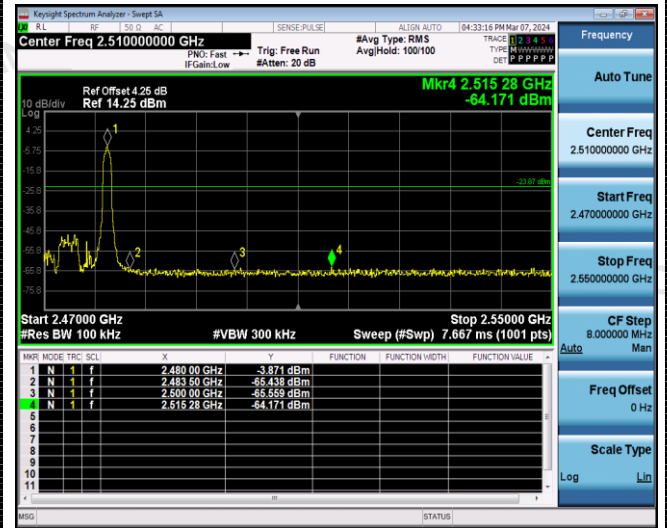 Keysight Spectrum Analyzer - Swept SA
RL RF 50 Ω AC SENSE:PULSE ALIGN AUTO 04:33:16 PM Mar 07, 2024
Center Freq 2.510000000 GHz
PNO: Fast
IFGain:Low
Trig: Free Run
#Atten: 20 dB
#Avg Type: RMS
Avg|Hold: 100/100
TRACE 1 2 3 4 5 6
TYPE M WWWWW
DET P P P P P P
Mkr4 2.515 28 GHz
-64.171 dBm
Ref Offset 4.25 dB
Ref 14.25 dBm
10 dB/div
Log
4.25
-5.75
-15.8
-25.8
-35.8
-45.8
-55.8
-65.8
-75.8
1
2
3
4
-23.87 dBm
Start 2.47000 GHz Stop 2.55000 GHz
#Res BW 100 kHz #VBW 300 kHz Sweep (#Swp) 7.667 ms (1001 pts)
MKR MODE TRC SCL X Y FUNCTION FUNCTION WIDTH FUNCTION VALUE
1 N 1 f 2.480 00 GHz -3.871 dBm
2 N 1 f 2.483 50 GHz -65.438 dBm
3 N 1 f 2.500 00 GHz -65.559 dBm
4 N 1 f 2.515 28 GHz -64.171 dBm
5
6
7
8
9
10
11
MSG STATUS
Frequency
Auto Tune
Center Freq
2.510000000 GHz
Start Freq
2.470000000 GHz
Stop Freq
2.550000000 GHz
CF Step
8.000000 MHz
Auto Man
Freq Offset
0 Hz
Scale Type
Log Lin